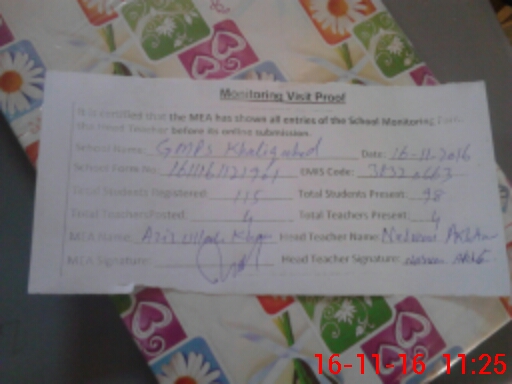 Monitoring Visit Proof
It is certified that the MEA has shown all entries of the School Monitoring Form
the Head Teacher before its online submission.
School Name: GMPS Khaliqabad Date: 16-11-2016
School Form No: EMIS Code:
Total Students Registered: 115 Total Students Present: 98
Total Teachers Posted: 4 Total Teachers Present: 4
MEA Name: Aziz Khan Head Teacher Name: Akhtar
MEA Signature: Head Teacher Signature:
16-11-16 11:25